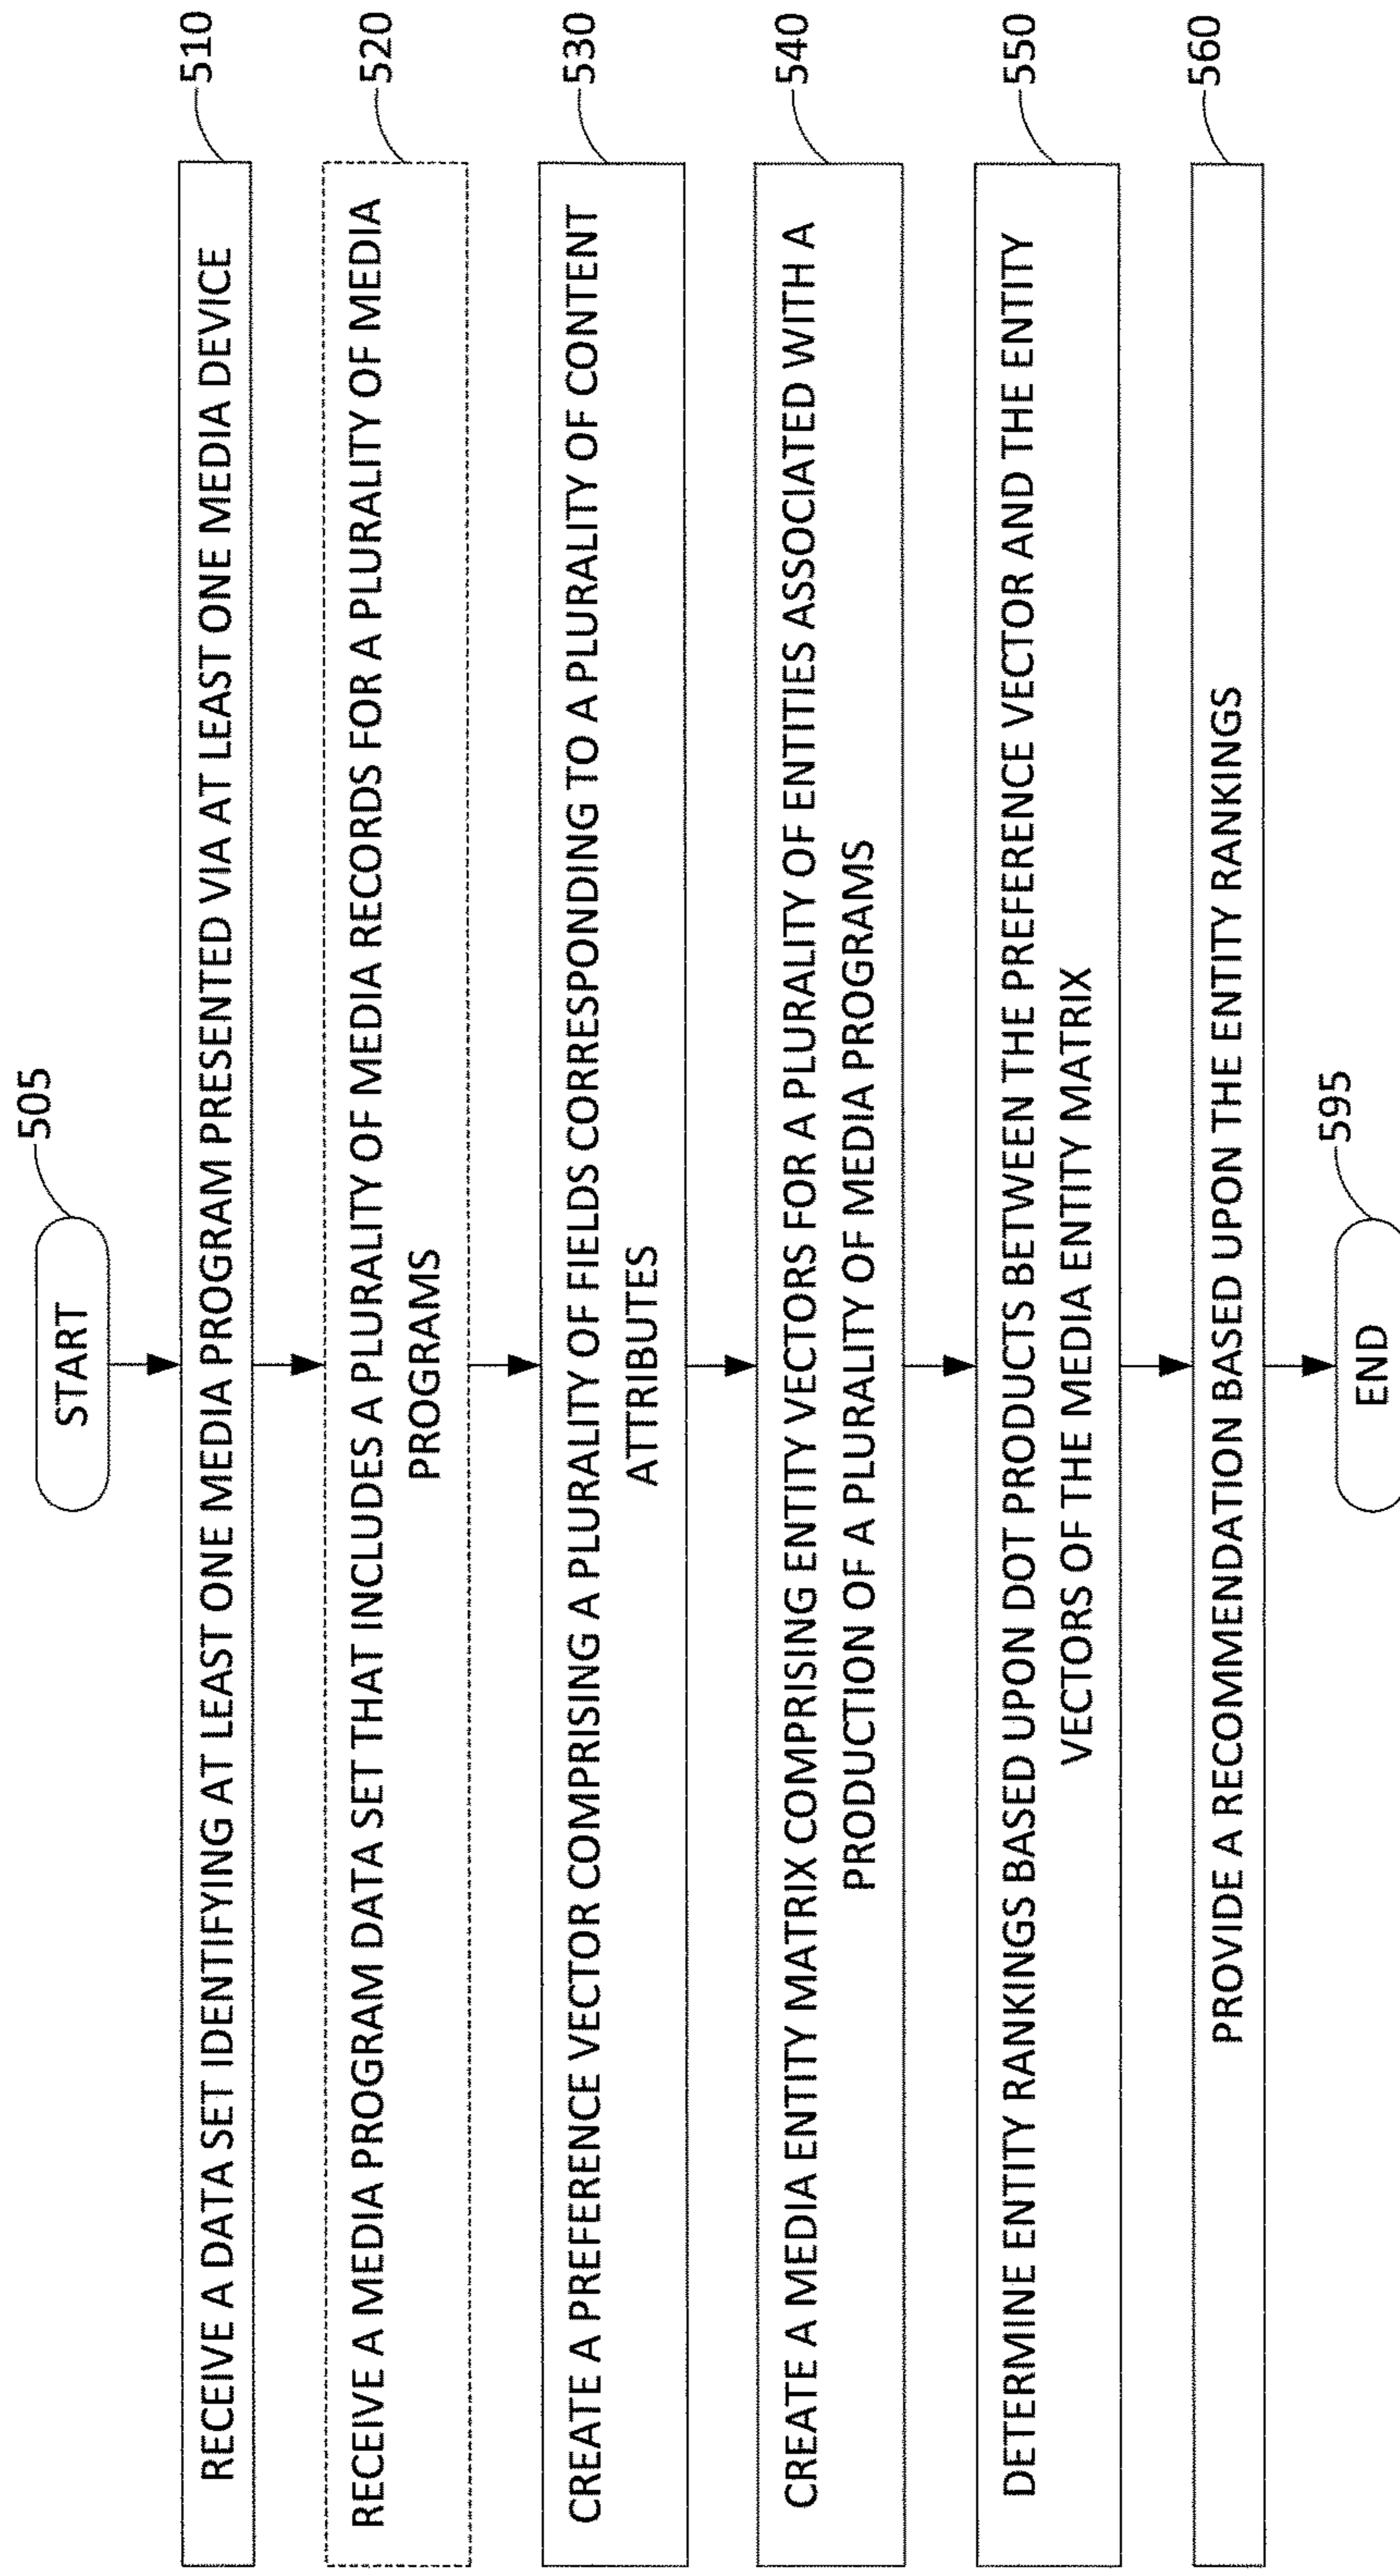 505
START
510
RECEIVE A DATA SET IDENTIFYING AT LEAST ONE MEDIA PROGRAM PRESENTED VIA AT LEAST ONE MEDIA DEVICE
520
RECEIVE A MEDIA PROGRAM DATA SET THAT INCLUDES A PLURALITY OF MEDIA RECORDS FOR A PLURALITY OF MEDIA
PROGRAMS
530
CREATE A PREFERENCE VECTOR COMPRISING A PLURALITY OF FIELDS CORRESPONDING TO A PLURALITY OF CONTENT
ATTRIBUTES
540
CREATE A MEDIA ENTITY MATRIX COMPRISING ENTITY VECTORS FOR A PLURALITY OF ENTITIES ASSOCIATED WITH A
PRODUCTION OF A PLURALITY OF MEDIA PROGRAMS
550
DETERMINE ENTITY RANKINGS BASED UPON DOT PRODUCTS BETWEEN THE PREFERENCE VECTOR AND THE ENTITY
VECTORS OF THE MEDIA ENTITY MATRIX
560
PROVIDE A RECOMMENDATION BASED UPON THE ENTITY RANKINGS
595
END